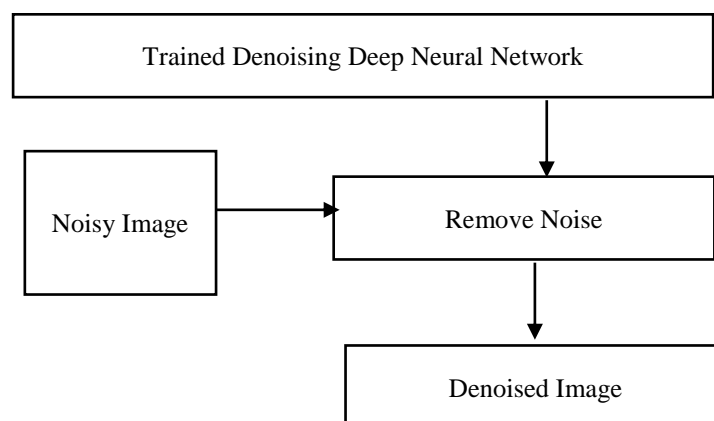 Trained Denoising Deep Neural Network
Noisy Image
Remove Noise
Denoised Image